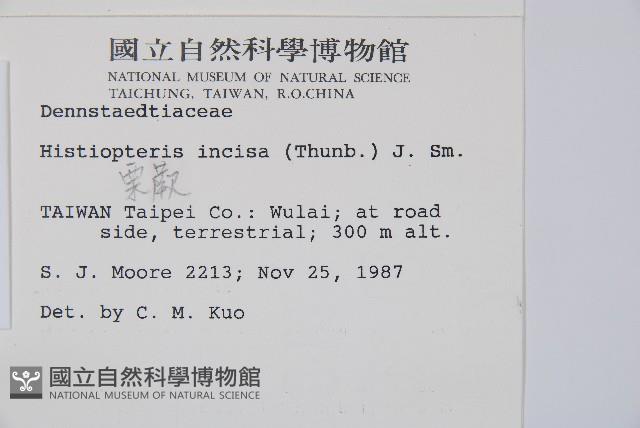 國立自然科學博物館
NATIONAL MUSEUM OF NATURAL SCIENCE
TAICHUNG, TAIWAN, R.O.CHINA
Dennstaedtiaceae
Histiopteris incisa (Thunb.) J. Sm.
栗蕨
TAIWAN Taipei Co.: Wulai; at road
side, terrestrial; 300 m alt.
S. J. Moore 2213; Nov 25, 1987
Det. by C. M. Kuo
國立自然科學博物館
NATIONAL MUSEUM OF NATURAL SCIENCE